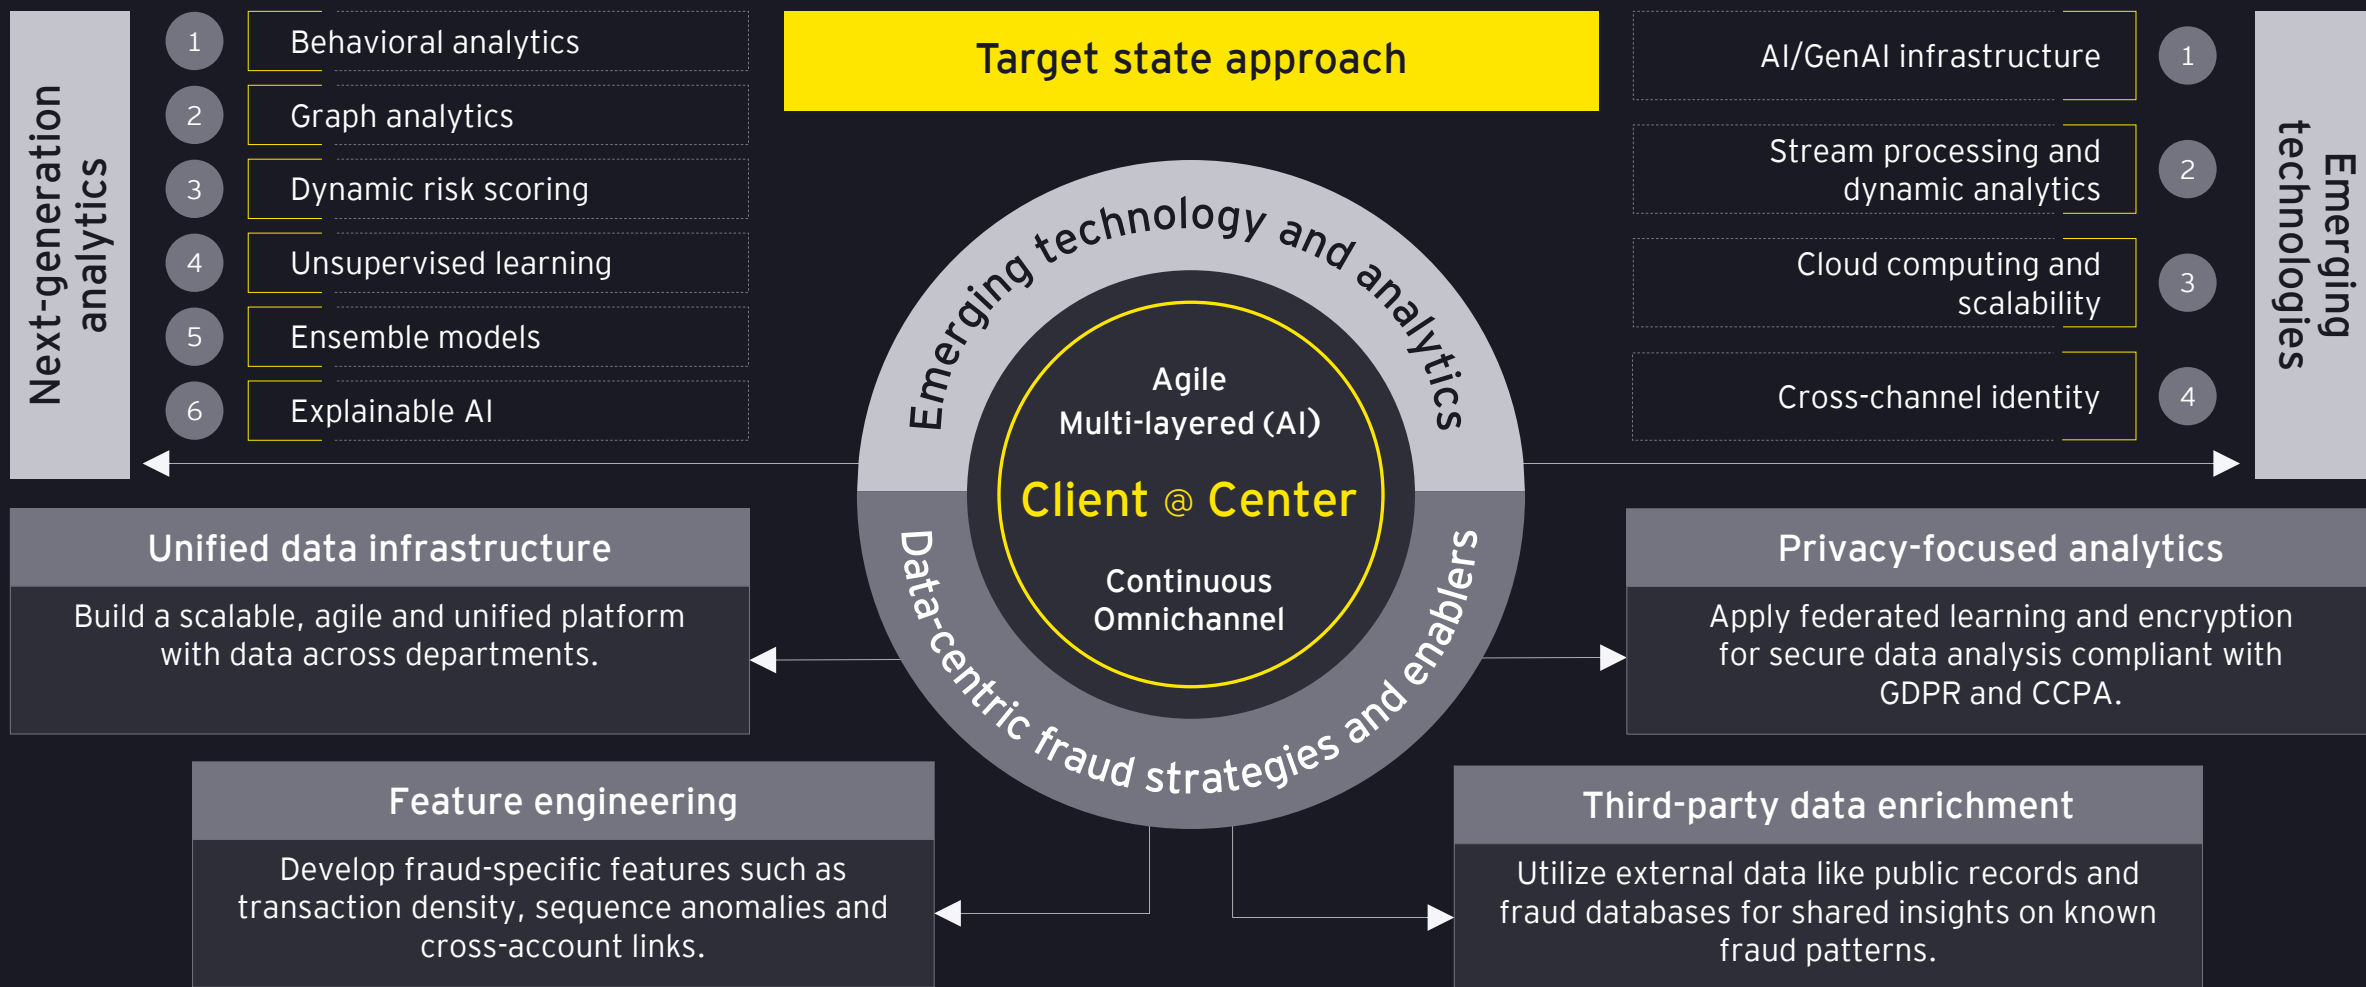 Target state approach
Next-generation
analytics
1
Behavioral analytics
2
Graph analytics
3
Dynamic risk scoring
4
Unsupervised learning
5
Ensemble models
6
Explainable AI
AI/GenAI infrastructure
1
Stream processing and
dynamic analytics
2
Cloud computing and
scalability
3
Cross-channel identity
4
Emerging
technologies
Emerging technology and analytics
Agile
Multi-layered (AI)
Client @ Center
Continuous
Omnichannel
Data-centric fraud strategies and enablers
Unified data infrastructure
Build a scalable, agile and unified platform
with data across departments.
Privacy-focused analytics
Apply federated learning and encryption
for secure data analysis compliant with
GDPR and CCPA.
Feature engineering
Develop fraud-specific features such as
transaction density, sequence anomalies and
cross-account links.
Third-party data enrichment
Utilize external data like public records and
fraud databases for shared insights on known
fraud patterns.